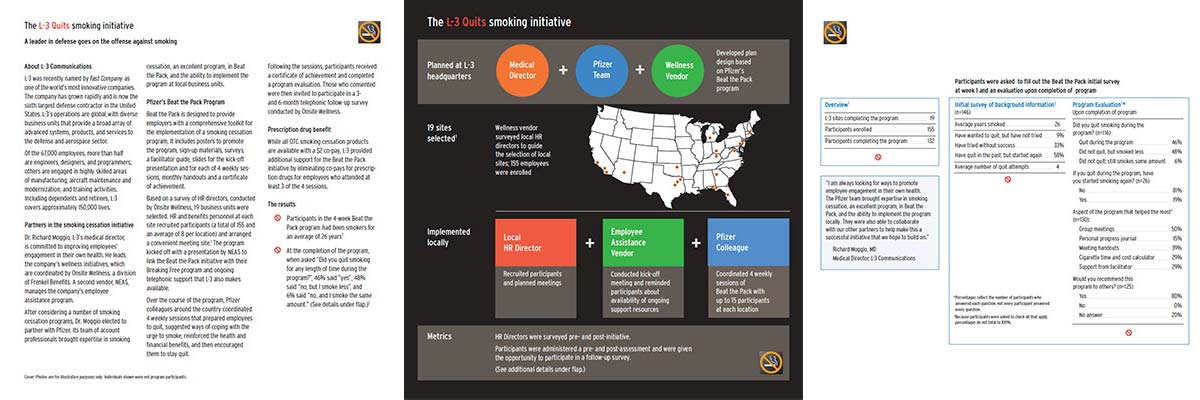 The L-3 Quits smoking initiative
A leader in defense goes on the offense against smoking
About L-3 Communications
L-3 was recently named by Fast Company as
one of the world's most innovative companies.
The company has grown rapidly and is now the
sixth largest defense contractor in the United
States. L-3's operations are global, with diverse
business units that provide a broad array of
advanced systems, products, and services to
the defense and aerospace sector.
Of the 67,000 employees, more than half
are engineers, designers, and programmers;
others are engaged in highly skilled areas
of manufacturing, aircraft maintenance and
modernization, and training activities.
Including dependents and retirees, L-3
covers approximately 150,000 lives.
Partners in the smoking cessation initiative
Dr. Richard Moggio, L-3's medical director,
is committed to improving employees'
engagement in their own health. He leads
the company's wellness initiatives, which
are coordinated by Onsite Wellness, a division
of Frenkel Benefits. A second vendor, NEAS,
manages the company's employee
assistance program.
After considering a number of smoking
cessation programs, Dr. Moggio elected to
partner with Pfizer. Its team of account
professionals brought expertise in smoking
cessation, an excellent program, in Beat
the Pack, and the ability to implement the
program at local business units.
Pfizer's Beat the Pack Program
Beat the Pack is designed to provide
employers with a comprehensive toolkit for
the implementation of a smoking cessation
program. It includes posters to promote
the program, sign-up materials, surveys,
a facilitator guide, slides for the kick-off
presentation and for each of 4 weekly ses-
sions, monthly handouts and a certificate
of achievement.
Based on a survey of HR directors, conducted
by Onsite Wellness, 19 business units were
selected. HR and benefits personnel at each
site recruited participants (a total of 155 and
an average of 8 per location) and arranged
a convenient meeting site.¹ The program
kicked off with a presentation by NEAS to
link the Beat the Pack initiative with their
Breaking Free program and ongoing
telephonic support that L-3 also makes
available.
Over the course of the program, Pfizer
colleagues around the country coordinated
4 weekly sessions that prepared employees
to quit, suggested ways of coping with the
urge to smoke, reinforced the health and
financial benefits, and then encouraged
them to stay quit.
Following the sessions, participants received
a certificate of achievement and completed
a program evaluation. Those who consented
were then invited to participate in a 3-
and 6-month telephonic follow-up survey
conducted by Onsite Wellness.
Prescription drug benefit
While all OTC smoking cessation products
are available with a $2 co-pay, L-3 provided
additional support for the Beat the Pack
initiative by eliminating co-pays for prescrip-
tion drugs for employees who attended at
least 3 of the 4 sessions.
The results
Participants in the 4-week Beat the
Pack program had been smokers for
an average of 26 years¹
At the completion of the program,
when asked "Did you quit smoking
for any length of time during the
program?", 46% said "yes", 48%
said "no, but I smoke less", and
6% said "no, and I smoke the same
amount." (See details under flap.)¹
Cover: Photos are for illustrative purposes only. Individuals shown were not program participants.
The L-3 Quits smoking initiative
Planned at L-3
headquarters
Medical
Director
+
Pfizer
Team
+
Wellness
Vendor
Developed plan
design based
on Pfizer's
Beat the Pack
program
19 sites
selected¹
Wellness vendor
surveyed local HR
directors to guide
the selection of local
sites; 155 employees
were enrolled
Implemented
locally
Local
HR Director
Recruited participants
and planned meetings
+
Employee
Assistance
Vendor
Conducted kick-off
meeting and reminded
participants about
availability of ongoing
support resources
+
Pfizer
Colleague
Coordinated 4 weekly
sessions of
Beat the Pack with
up to 15 participants
at each location
Metrics
HR Directors were surveyed pre- and post-initiative.
Participants were administered a pre- and post-assessment and were given
the opportunity to participate in a follow-up survey.
(See additional details under flap.)
Participants were asked to fill out the Beat the Pack initial survey
at week 1 and an evaluation upon completion of program
Overview¹
L-3 sites completing the program 19
Participants enrolled 155
Participants completing the program 132
"I am always looking for ways to promote
employee engagement in their own health.
The Pfizer team brought expertise in smoking
cessation, an excellent program in Beat the
Pack, and the ability to implement the program
locally. They were also able to collaborate
with our other partners to help make this a
successful initiative that we hope to build on."
Richard Moggio, MD
Medical Director, L-3 Communications
Initial survey of background information¹
(n=146)
Average years smoked 26
Have wanted to quit, but have not tried 9%
Have tried without success 33%
Have quit in the past, but started again 58%
Average number of quit attempts 4
Program Evaluation¹*
Upon completion of program
Did you quit smoking during the
program? (n=116)
Quit during the program 46%
Did not quit, but smoked less 48%
Did not quit; still smokes same amount 6%
If you quit during the program, have
you started smoking again? (n=26)
No 81%
Yes 19%
Aspect of the program that helped the most†
(n=130):
Group meetings 50%
Personal progress journal 15%
Meeting handouts 39%
Cigarette time and cost calculator 29%
Support from facilitator 29%
Would you recommend this
program to others? (n=125)
Yes 80%
No 0%
No answer 20%
*Percentages reflect the number of participants who
answered each question; not every participant answered
every question.
†Because participants were asked to check all that apply,
percentages do not total to 100%.